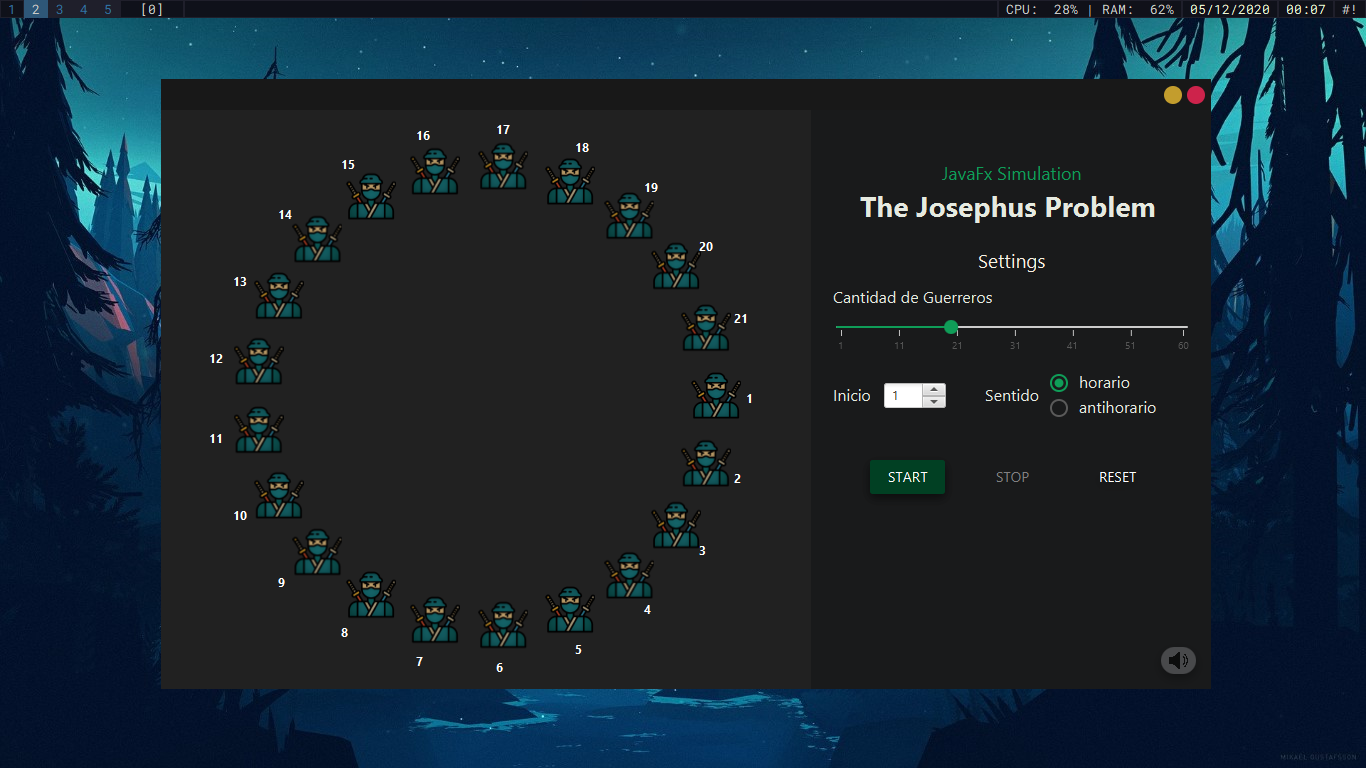 1 2 3 4 5 [0] CPU: 28% | RAM: 62% 05/12/2020 00:07 #!
17
16
18
15
19
14
20
13
21
12
1
11
2
10
3
9
4
8
5
7
6
JavaFx Simulation
The Josephus Problem
Settings
Cantidad de Guerreros
1 11 21 31 41 51 60
Inicio 1 Sentido horario
antihorario
START STOP RESET
MIKAEL GUSTAFSSON